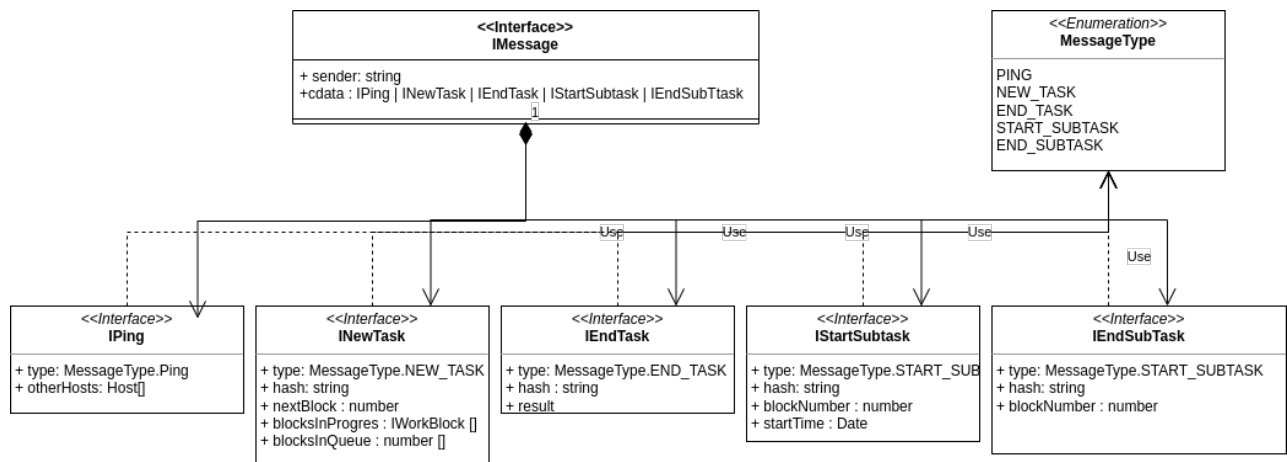 <<Interface>>
IMessage
+ sender: string
+cdata : IPing | INewTask | IEndTask | IStartSubtask | IEndSubTtask
1
<<Enumeration>>
MessageType
PING
NEW_TASK
END_TASK
START_SUBTASK
END_SUBTASK
Use
Use
Use
Use
Use
<<Interface>>
IPing
+ type: MessageType.Ping
+ otherHosts: Host[]
<<Interface>>
INewTask
+ type: MessageType.NEW_TASK
+ hash: string
+ nextBlock : number
+ blocksInProgres : IWorkBlock []
+ blocksInQueue : number []
<<Interface>>
IEndTask
+ type: MessageType.END_TASK
+ hash : string
+ result
<<Interface>>
IStartSubtask
+ type: MessageType.START_SUB
+ hash: string
+ blockNumber : number
+ startTime : Date
<<Interface>>
IEndSubTask
+ type: MessageType.START_SUBTASK
+ hash: string
+ blockNumber : number